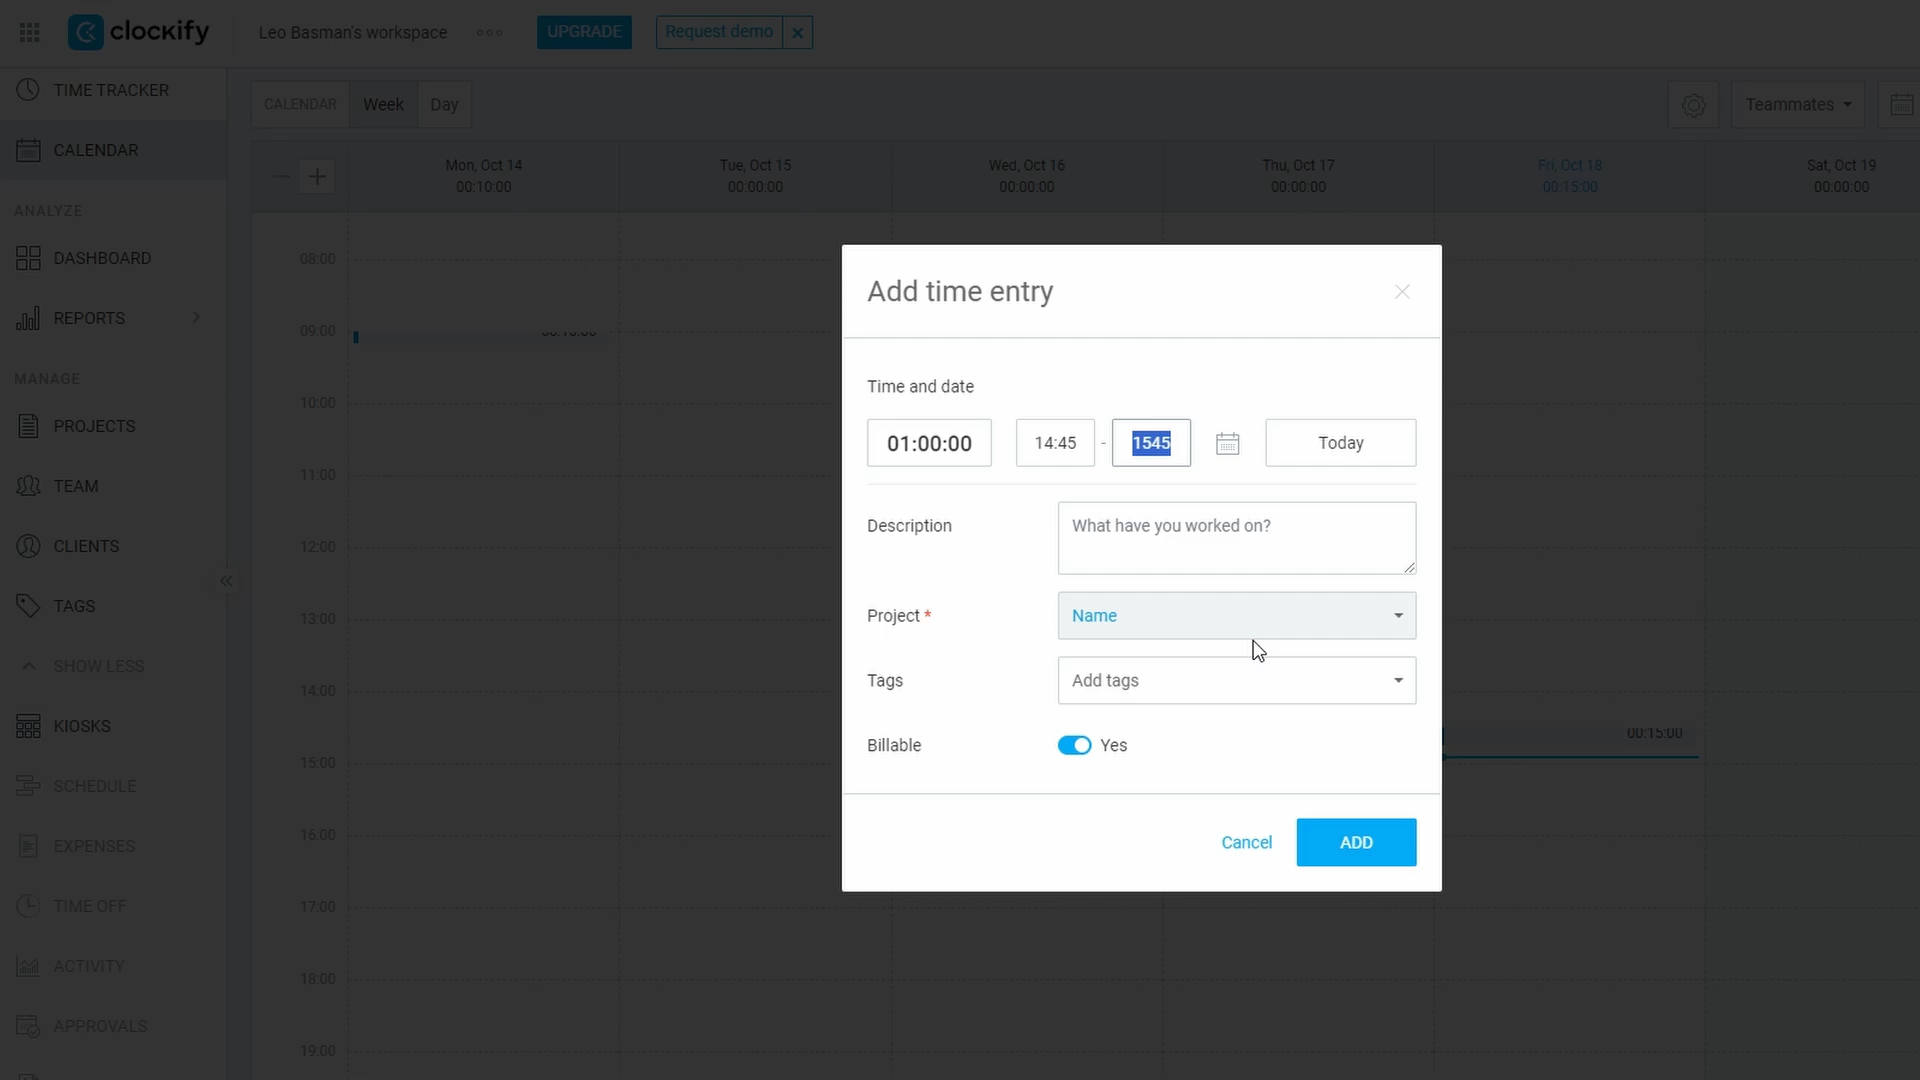 clockify
Leo Basman's workspace
UPGRADE
Request demo
TIME TRACKER
CALENDAR
ANALYZE
DASHBOARD
REPORTS
MANAGE
PROJECTS
TEAM
CLIENTS
TAGS
SHOW LESS
KIOSKS
SCHEDULE
EXPENSES
TIME OFF
ACTIVITY
APPROVALS
CALENDAR Week Day
Teammates
Mon, Oct 14
00:10:00
Tue, Oct 15
00:00:00
Wed, Oct 16
00:00:00
Thu, Oct 17
00:00:00
Fri, Oct 18
00:15:00
Sat, Oct 19
00:00:00
08:00
09:00
10:00
11:00
12:00
13:00
14:00
15:00
16:00
17:00
18:00
19:00
00:15:00
Add time entry
Time and date
01:00:00 14:45 - 1545 Today
Description What have you worked on?
Project * Name
Tags Add tags
Billable Yes
Cancel ADD